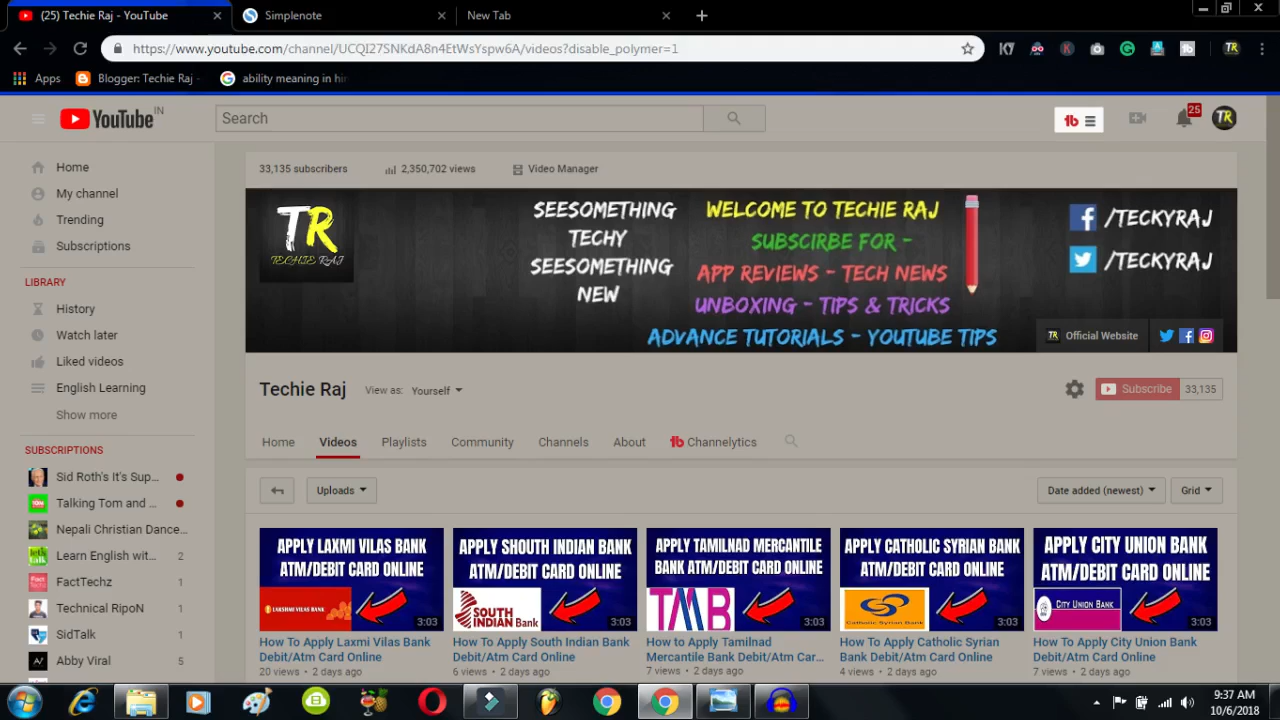 (25) Techie Raj - YouTube
Simplenote
New Tab
https://www.youtube.com/channel/UCQI27SNKdA8n4EtWsYspw6A/videos?disable_polymer=1
Apps
Blogger: Techie Raj -
ability meaning in hin
YouTube IN
Search
tb
25
TR
Home
My channel
Trending
Subscriptions
LIBRARY
History
Watch later
Liked videos
English Learning
Show more
SUBSCRIPTIONS
Sid Roth's It's Sup...
Talking Tom and ...
Nepali Christian Dance...
Learn English wit... 2
FactTechz 1
Technical RipoN 1
SidTalk 1
Abby Viral 5
33,135 subscribers
2,350,702 views
Video Manager
TR
TECHIE RAJ
SEESOMETHING
TECHY
SEESOMETHING
NEW
WELCOME TO TECHIE RAJ
SUBSCIRBE FOR -
APP REVIEWS - TECH NEWS
UNBOXING - TIPS & TRICKS
ADVANCE TUTORIALS - YOUTUBE TIPS
/TECKYRAJ
/TECKYRAJ
TR Official Website
Techie Raj
View as: Yourself
Subscribe 33,135
Home
Videos
Playlists
Community
Channels
About
tb Channelytics
Uploads
Date added (newest)
Grid
APPLY LAXMI VILAS BANK
ATM/DEBIT CARD ONLINE
LAKSHMI VILAS BANK
3:03
How To Apply Laxmi Vilas Bank
Debit/Atm Card Online
20 views • 2 days ago
APPLY SHOUTH INDIAN BANK
ATM/DEBIT CARD ONLINE
SOUTH
INDIAN Bank
3:03
How To Apply South Indian Bank
Debit/Atm Card Online
6 views • 2 days ago
APPLY TAMILNAD MERCANTILE
BANK ATM/DEBIT CARD ONLINE
TMB
3:03
How to Apply Tamilnad
Mercantile Bank Debit/Atm Car...
7 views • 2 days ago
APPLY CATHOLIC SYRIAN BANK
ATM/DEBIT CARD ONLINE
Catholic Syrian Bank
3:03
How To Apply Catholic Syrian
Bank Debit/Atm Card Online
4 views • 2 days ago
APPLY CITY UNION BANK
ATM/DEBIT CARD ONLINE
CITY UNION BANK
3:03
How To Apply City Union Bank
Debit/Atm Card Online
7 views • 2 days ago
9:37 AM
10/6/2018